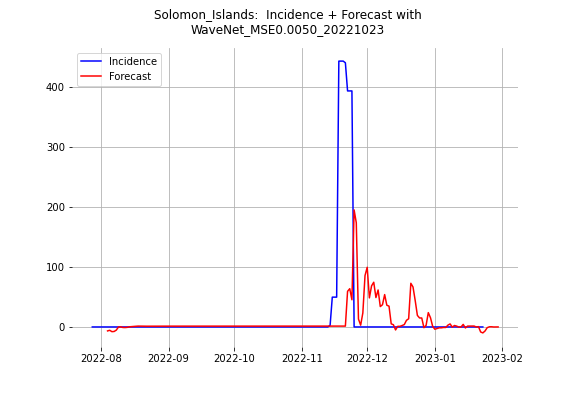 Solomon_Islands:  Incidence + Forecast with
WaveNet_MSE0.0050_20221023
Incidence
Forecast
400
300
200
100
0
2022-08 2022-09 2022-10 2022-11 2022-12 2023-01 2023-02